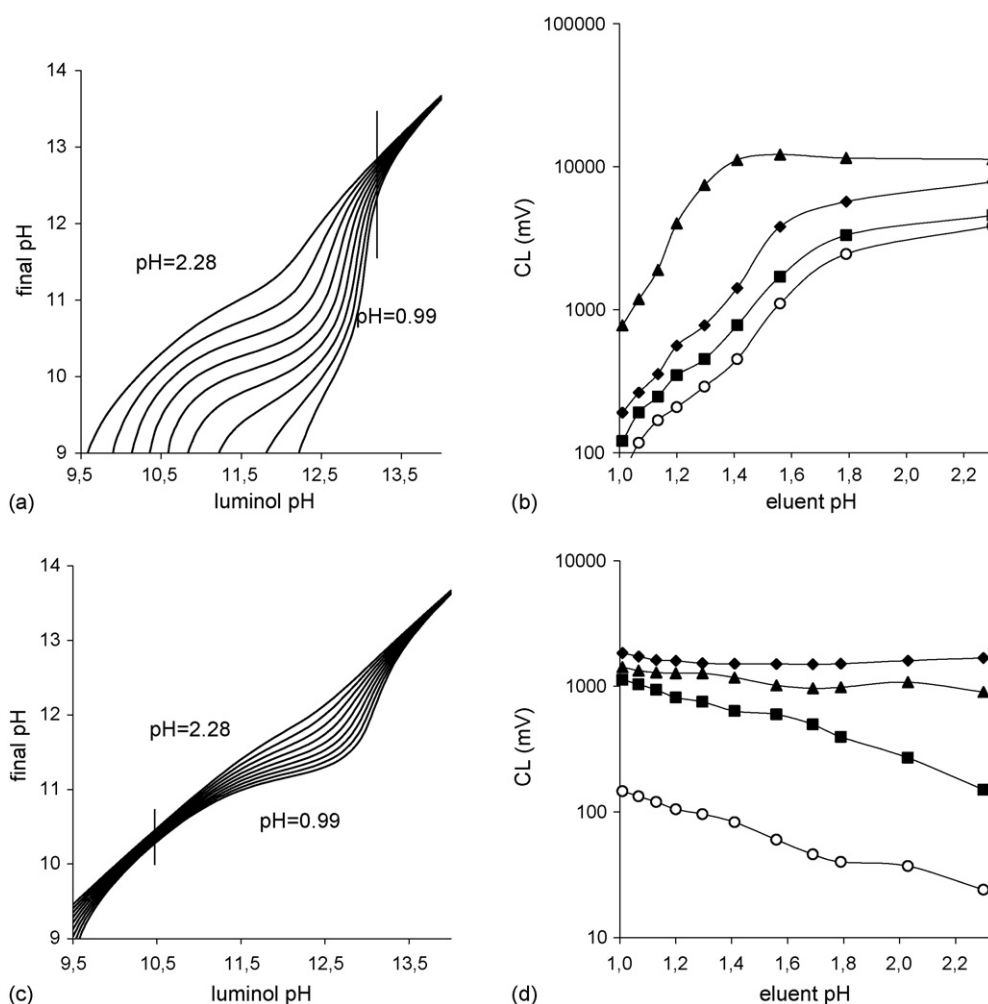 14
13
12
11
10
9
final pH
pH=2.28
pH=0.99
9,5 10,5 11,5 12,5 13,5
luminol pH
(a)
100000
10000
1000
100
CL (mV)
1,0 1,2 1,4 1,6 1,8 2,0 2,2
eluent pH
(b)
14
13
12
11
10
9
final pH
pH=2.28
pH=0.99
9,5 10,5 11,5 12,5 13,5
luminol pH
(c)
10000
1000
100
10
CL (mV)
1,0 1,2 1,4 1,6 1,8 2,0 2,2
eluent pH
(d)